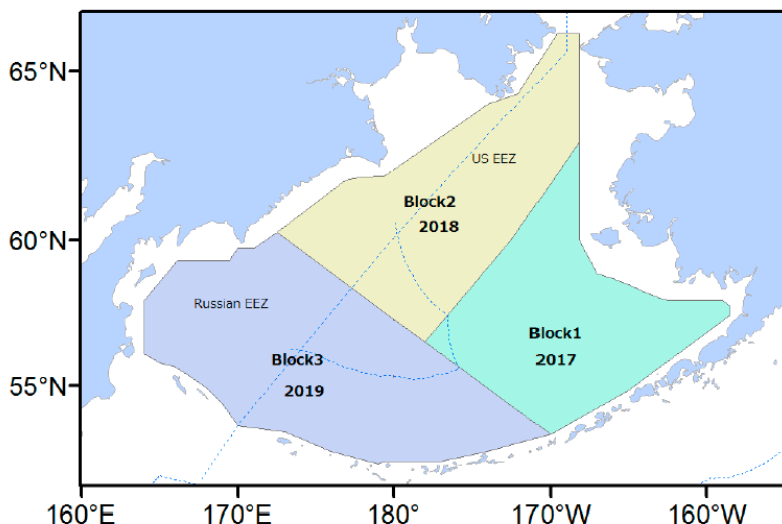 65°N
US EEZ
Block2
2018
60°N
Russian EEZ
Block1
2017
Block3
2019
55°N
160°E
170°E
180°
170°W
160°W